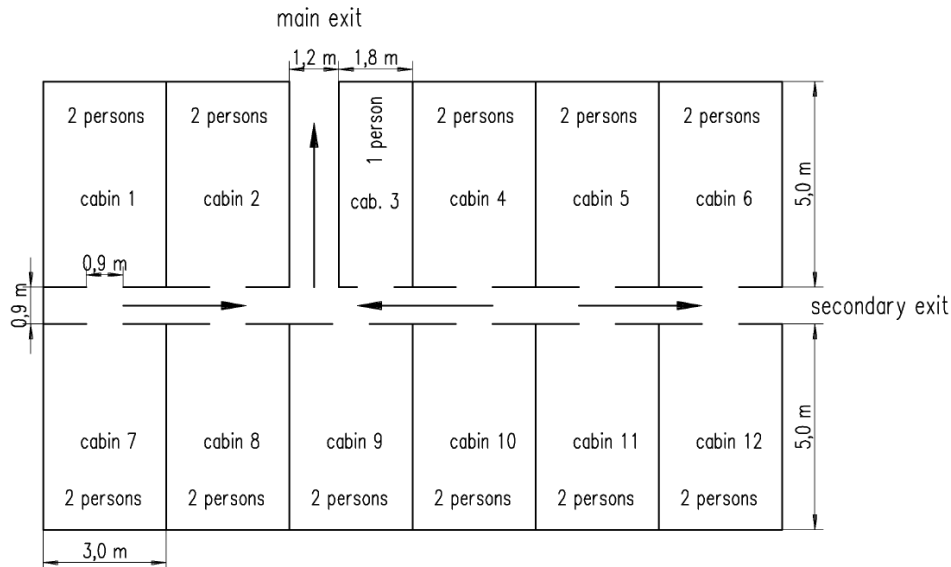 main exit
1,2 m 1,8 m
2 persons 2 persons 1 person 2 persons 2 persons 2 persons
cabin 1 cabin 2 cab. 3 cabin 4 cabin 5 cabin 6
5,0 m
0,9 m
0,9 m
secondary exit
cabin 7 cabin 8 cabin 9 cabin 10 cabin 11 cabin 12
5,0 m
2 persons 2 persons 2 persons 2 persons 2 persons 2 persons
3,0 m